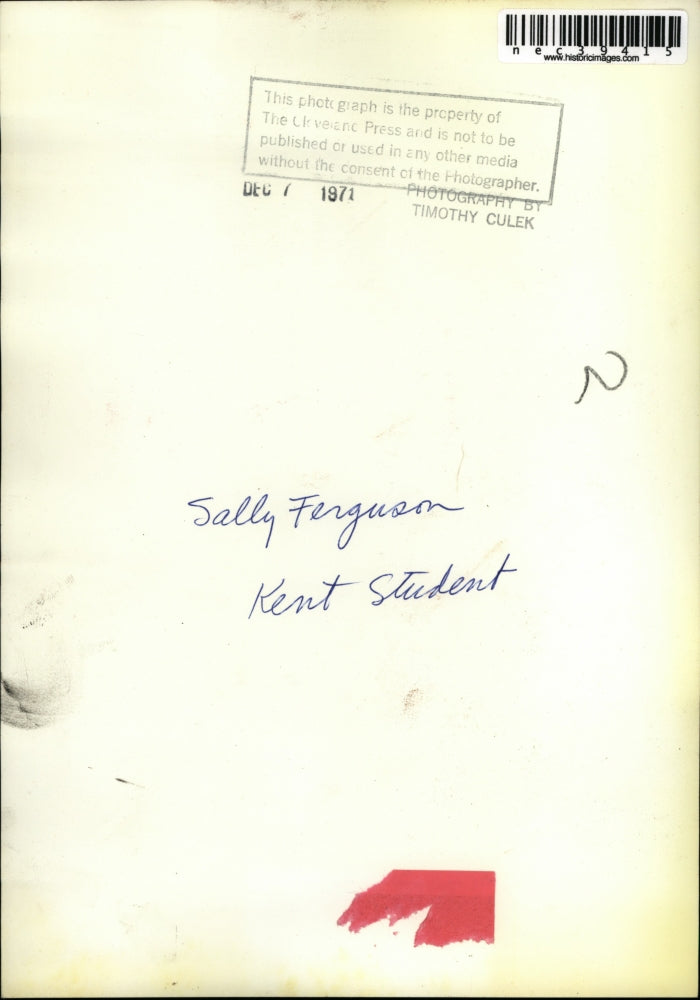 nec39415
www.historicimages.com
This photograph is the property of
The Cleveland Press and is not to be
published or used in any other media
without the consent of the Photographer.
DEC 7 1971
PHOTOGRAPHY BY
TIMOTHY CULEK
2
Sally Ferguson
Kent Student